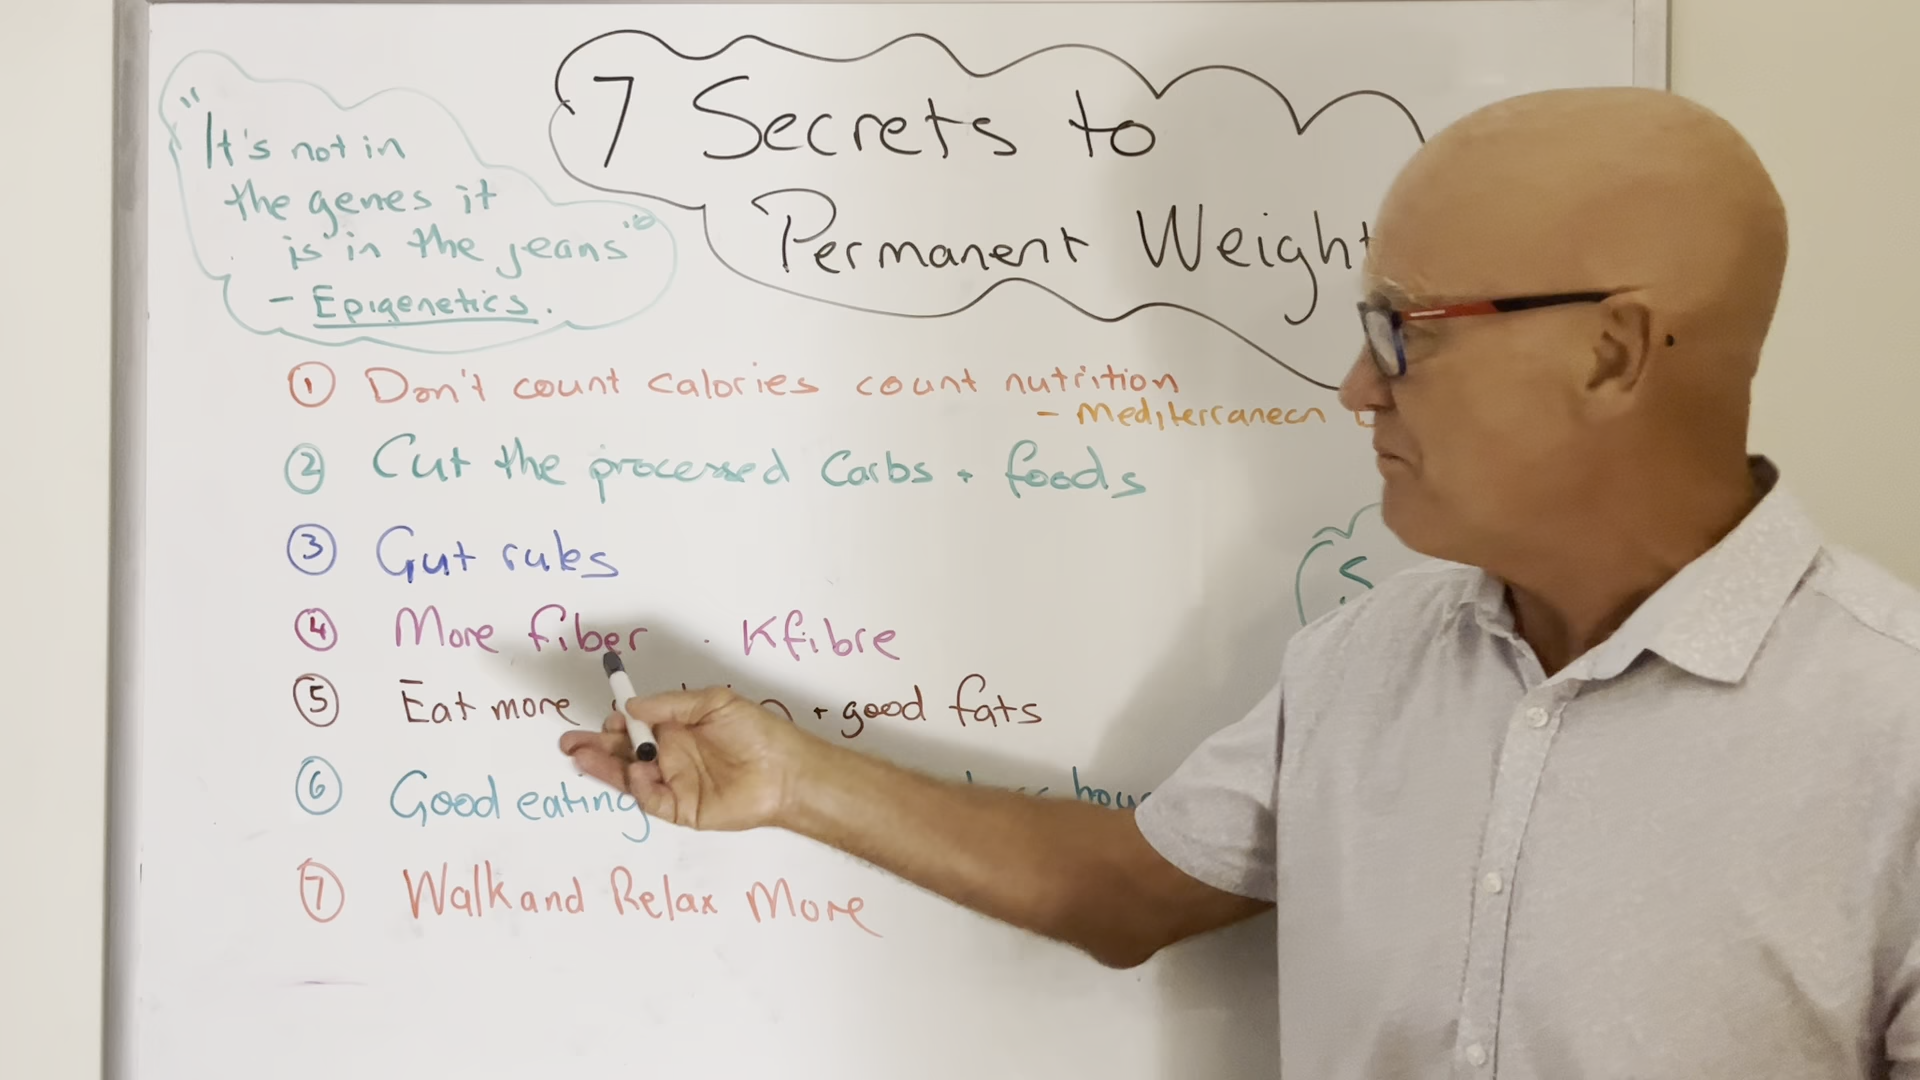 "It's not in
the genes it
is in the jeans"
- Epigenetics.
7 Secrets to
Permanent Weight
① Don't count calories count nutrition
- Mediterranean
② Cut the processed Carbs + foods
③ Gut rules
④ More fiber . Kfibre
⑤ Eat more + good fats
⑥ Good eating
⑦ Walk and Relax More